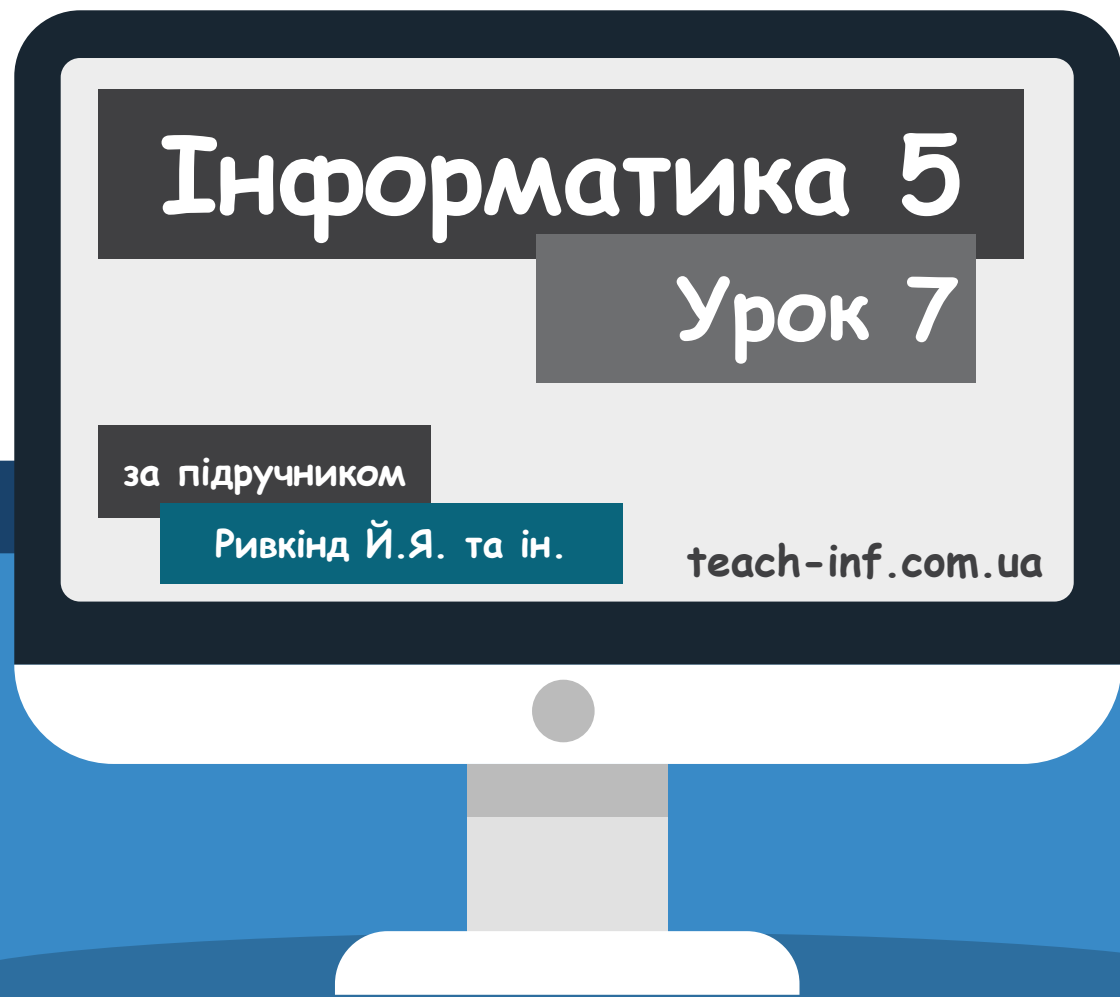 Інформатика 5
Урок 7
за підручником
Ривкінд Й.Я. та ін.
teach-inf.com.ua